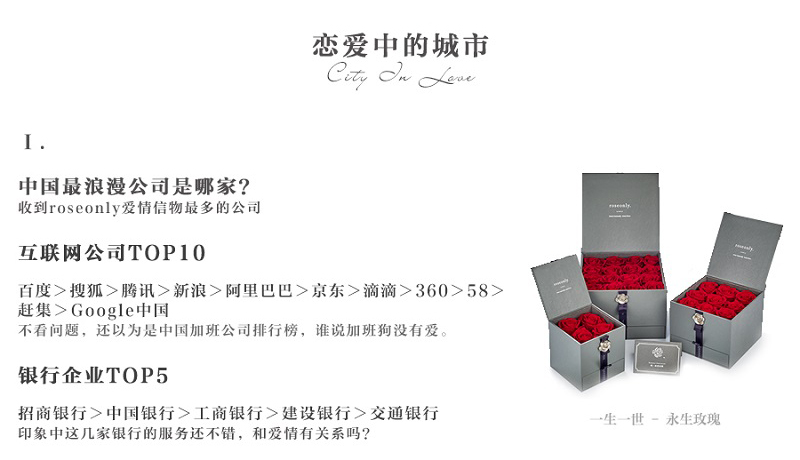 恋爱中的城市
City In Love
I.
中国最浪漫公司是哪家?
收到roseonly爱情信物最多的公司
互联网公司TOP10
百度>搜狐>腾讯>新浪>阿里巴巴>京东>滴滴>360>58>
赶集>Google中国
不看问题，还以为是中国加班公司排行榜，谁说加班狗没有爱。
银行企业TOP5
招商银行>中国银行>工商银行>建设银行>交通银行
印象中这几家银行的服务还不错，和爱情有关系吗?
roseonly.
roseonly.
roseonly.
一生一世 - 永生玫瑰